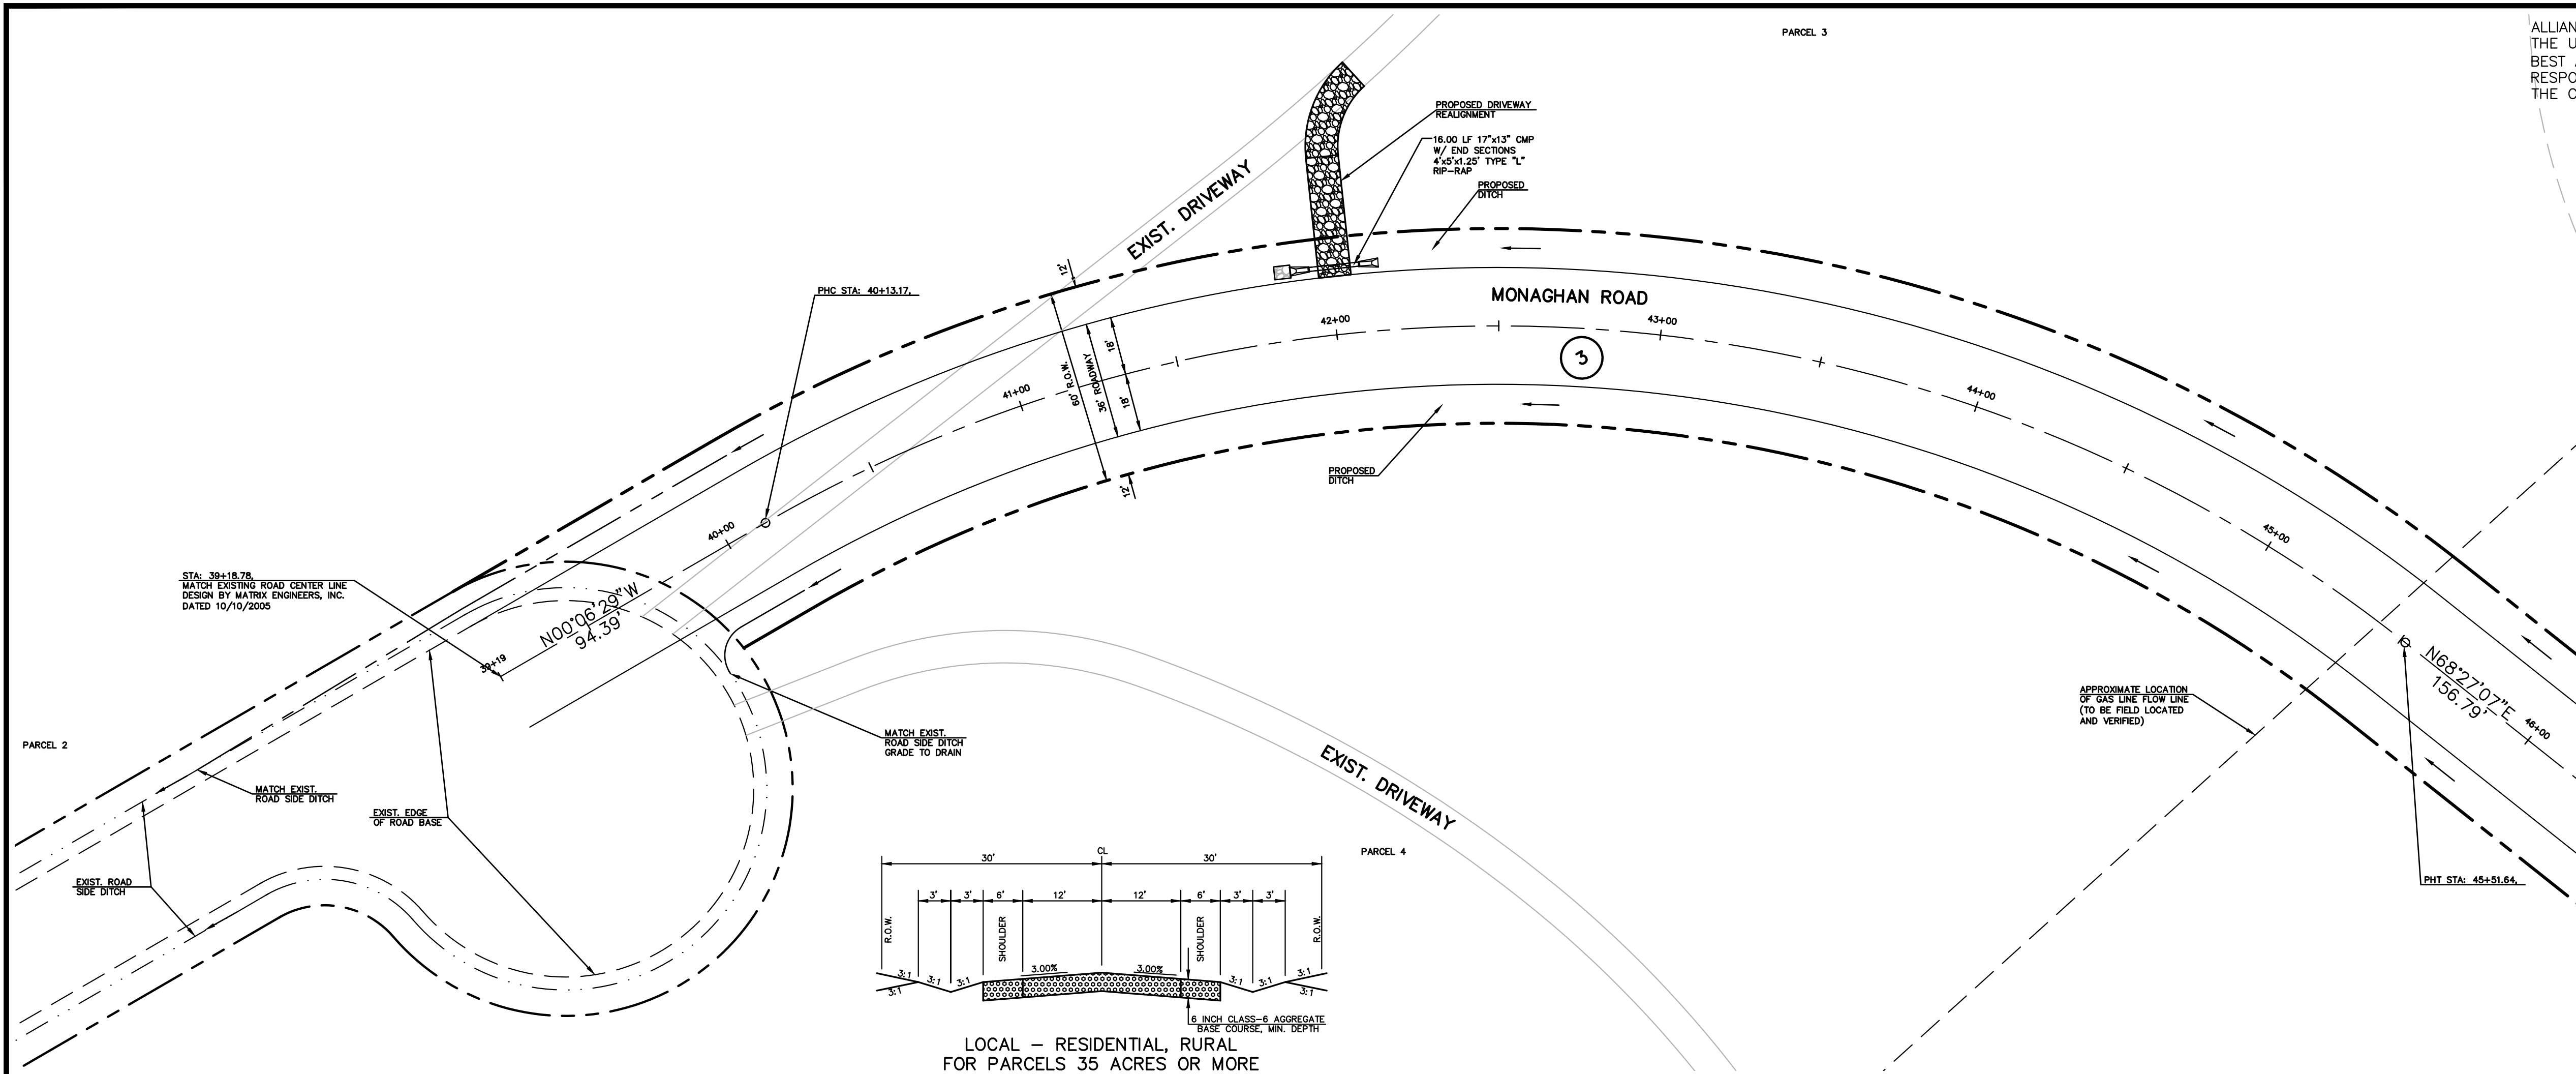 PARCEL 3
ALLIAN
THE U
BEST
RESPO
THE C
PROPOSED DRIVEWAY
REALIGNMENT
16.00 LF 17"x13" CMP
W/ END SECTIONS
4'x5'x1.25' TYPE "L"
RIP-RAP
PROPOSED
DITCH
EXIST. DRIVEWAY
12'
PHC STA: 40+13.17,
MONAGHAN ROAD
42+00
43+00
3
18'
18'
36' ROADWAY
60' R.O.W.
41+00
44+00
12'
PROPOSED
DITCH
40+00
45+00
STA: 39+18.78,
MATCH EXISTING ROAD CENTER LINE
DESIGN BY MATRIX ENGINEERS, INC.
DATED 10/10/2005
N00°06'29"W
94.39'
39+19
N68°27'07"E
156.79'
46+00
APPROXIMATE LOCATION
OF GAS LINE FLOW LINE
(TO BE FIELD LOCATED
AND VERIFIED)
PARCEL 2
MATCH EXIST.
ROAD SIDE DITCH
GRADE TO DRAIN
MATCH EXIST.
ROAD SIDE DITCH
EXIST. EDGE
OF ROAD BASE
EXIST. DRIVEWAY
EXIST. ROAD
SIDE DITCH
PARCEL 4
PHT STA: 45+51.64,
CL
30'
30'
3'
3'
6'
12'
12'
6'
3'
3'
R.O.W.
SHOULDER
SHOULDER
R.O.W.
3:1
3:1
3:1
3:1
3.00%
3.00%
3:1
3:1
3:1
3:1
6 INCH CLASS-6 AGGREGATE
BASE COURSE, MIN. DEPTH
LOCAL - RESIDENTIAL, RURAL
FOR PARCELS 35 ACRES OR MORE